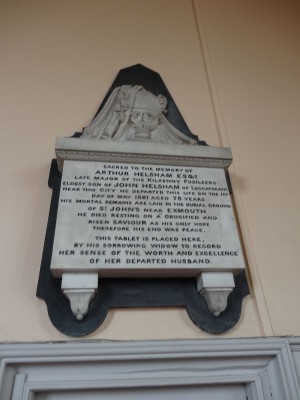 SACRED TO THE MEMORY OF
ARTHUR HELSHAM ESQR
LATE MAJOR OF THE KILKENNY FUSILEERS
ELDEST SON OF JOHN HELSHAM OF LEGGETSRATH
NEAR THIS CITY. HE DEPARTED THIS LIFE ON THE
DAY OF MAY 1881 AGED 75 YEARS
HIS MORTAL REMAINS ARE LAID IN THE BURIAL GROUND
OF ST JOHN'S NEAR EXMOUTH
HE DIED RESTING ON A CRUCIFIED AND
RISEN SAVIOUR AS HIS ONLY HOPE
THEREFORE HIS END WAS PEACE.
THIS TABLET IS PLACED HERE,
BY HIS SORROWING WIDOW TO RECORD
HER SENSE OF THE WORTH AND EXCELLENCE
OF HER DEPARTED HUSBAND.